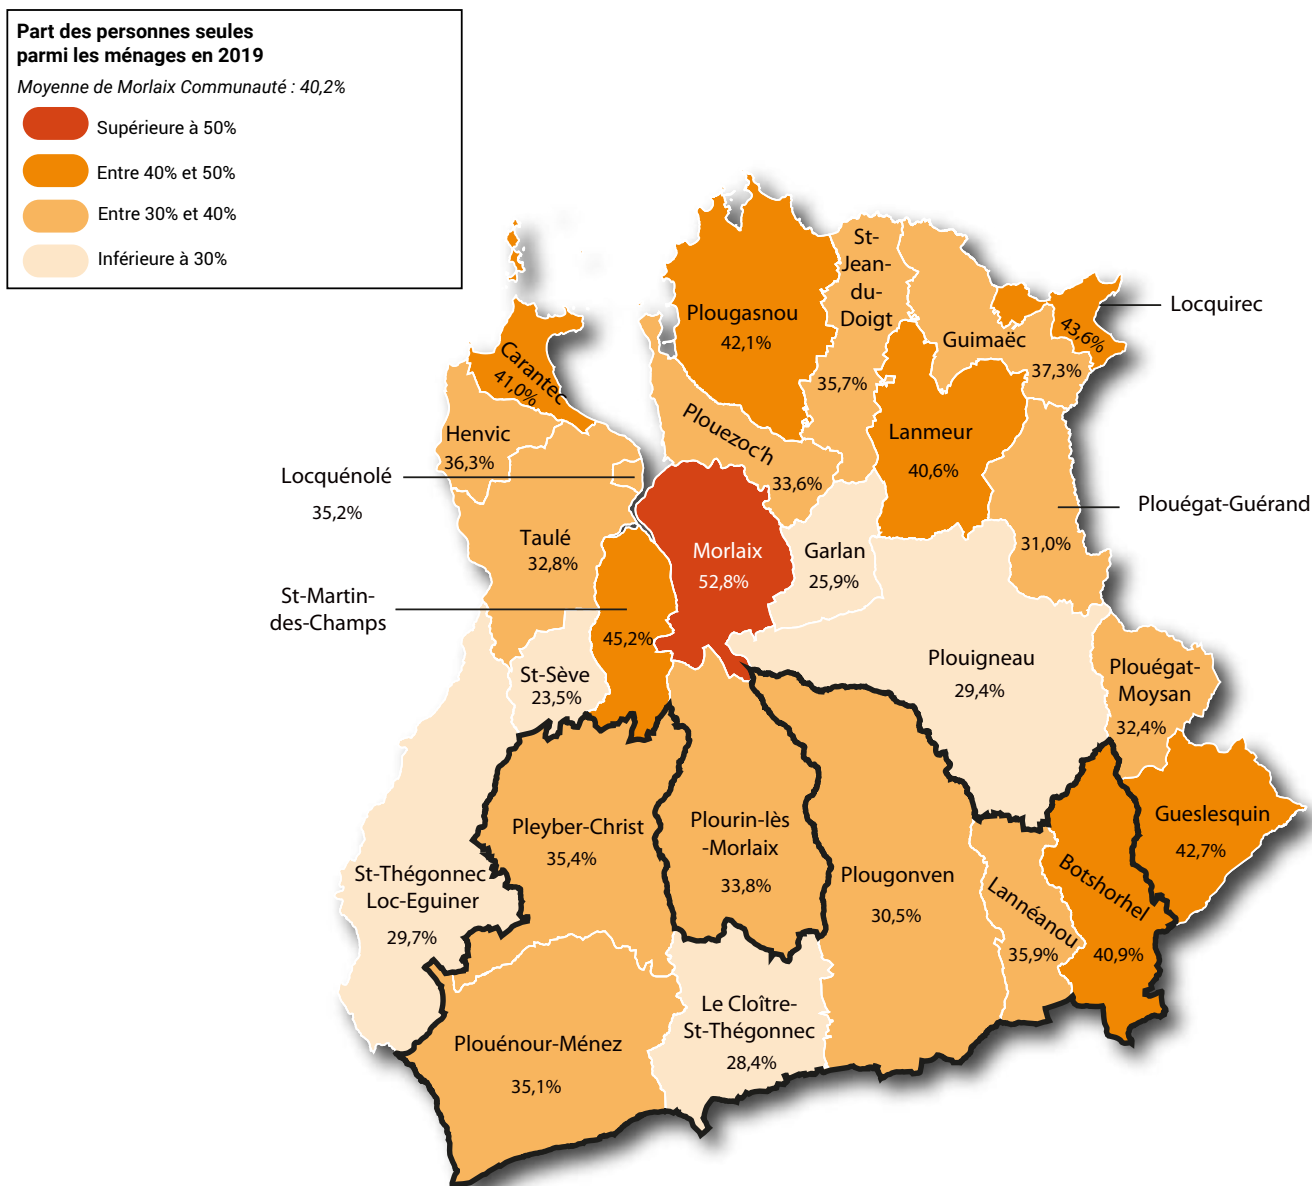 Part des personnes seules
parmi les ménages en 2019
Moyenne de Morlaix Communauté : 40,2%
Supérieure à 50%
Entre 40% et 50%
Entre 30% et 40%
Inférieure à 30%
St-
Jean-
du-
Doigt
35,7%
Plougasnou
42,1%
Locquirec
43,6%
Guimaëc
37,3%
Carantec
41,0%
Henvic
36,3%
Plouezoc'h
33,6%
Lanmeur
40,6%
Locquénolé
35,2%
Plouégat-Guérand
31,0%
Taulé
32,8%
Morlaix
52,8%
Garlan
25,9%
St-Martin-
des-Champs
45,2%
St-Sève
23,5%
Plouigneau
29,4%
Plouégat-
Moysan
32,4%
Gueslesquin
42,7%
Pleyber-Christ
35,4%
Plourin-lès
-Morlaix
33,8%
St-Thégonnec
Loc-Eguiner
29,7%
Plougonven
30,5%
Lannéanou
35,9%
Botshorhel
40,9%
Le Cloître-
St-Thégonnec
28,4%
Plouénour-Ménez
35,1%